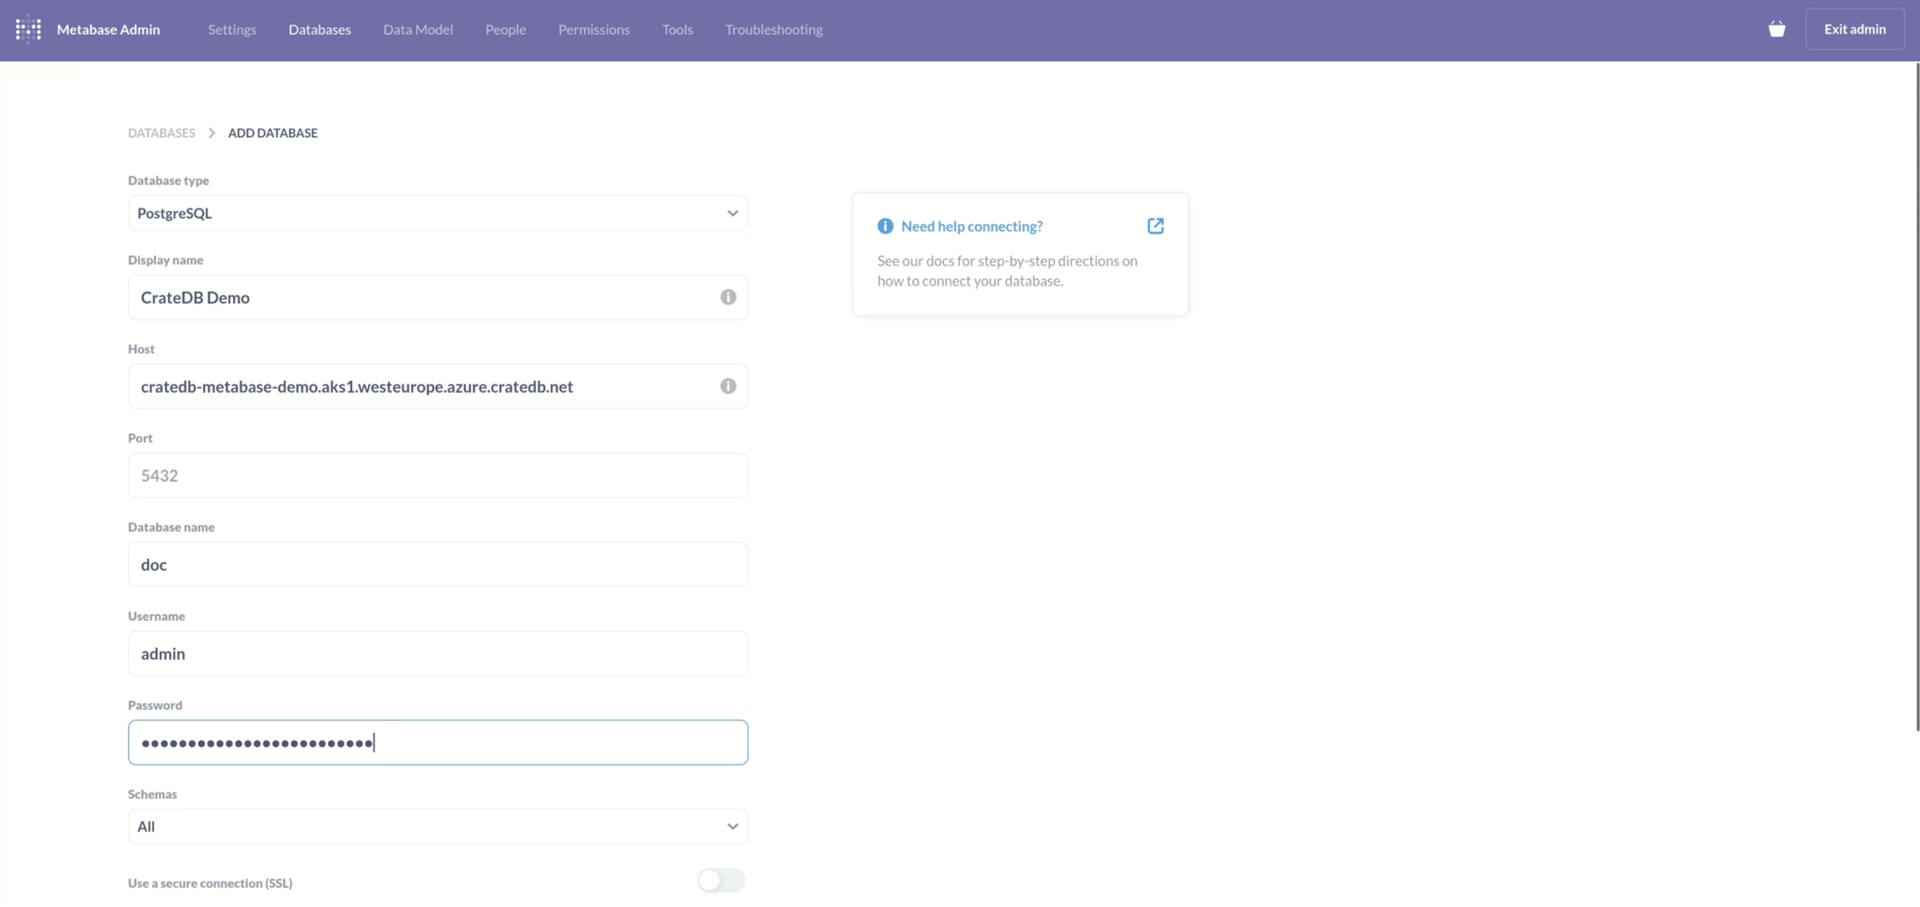 Metabase Admin Settings Databases Data Model People Permissions Tools Troubleshooting Exit admin
DATABASES > ADD DATABASE
Database type
PostgreSQL
Need help connecting?
See our docs for step-by-step directions on
how to connect your database.
Display name
CrateDB Demo
Host
cratedb-metabase-demo.aks1.westeurope.azure.cratedb.net
Port
5432
Database name
doc
Username
admin
Password
•••••••••••••••••••••••••
Schemas
All
Use a secure connection (SSL)